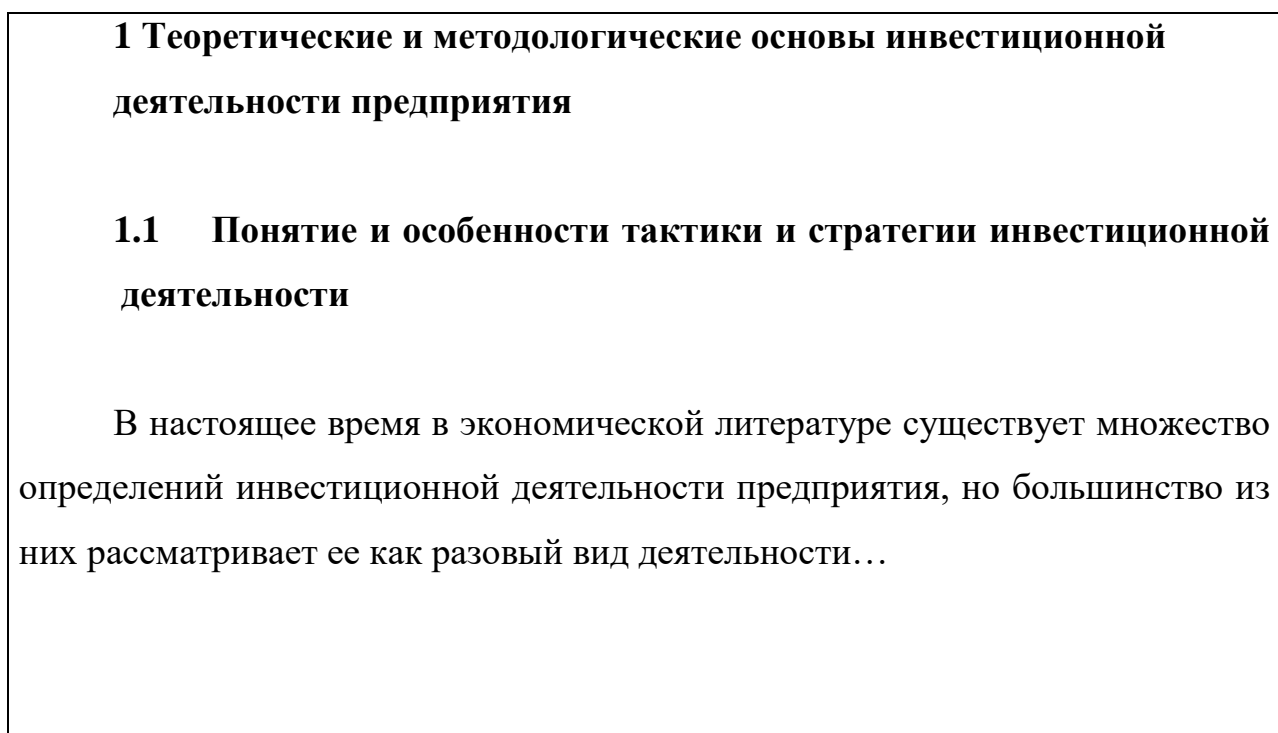 1 Теоретические и методологические основы инвестиционной
деятельности предприятия
1.1 Понятие и особенности тактики и стратегии инвестиционной
деятельности
В настоящее время в экономической литературе существует множество
определений инвестиционной деятельности предприятия, но большинство из
них рассматривает ее как разовый вид деятельности…